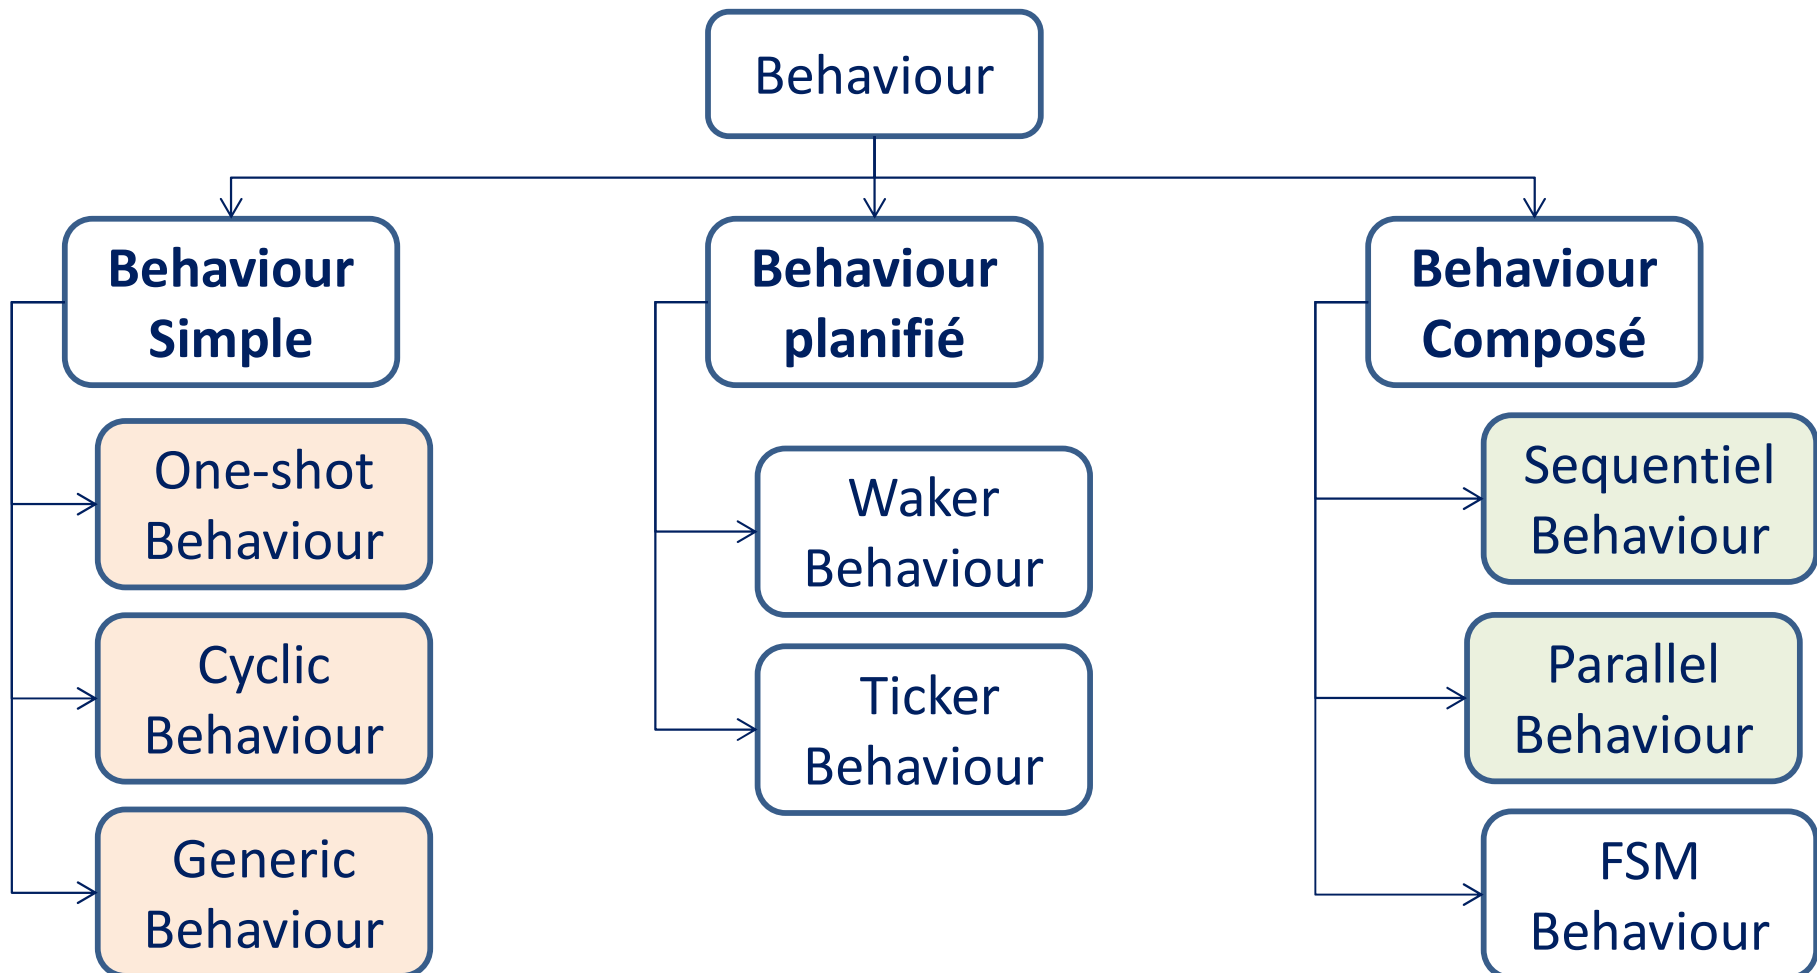 Behaviour
Behaviour
Simple
Behaviour
planifié
Behaviour
Composé
One-shot
Behaviour
Cyclic
Behaviour
Generic
Behaviour
Waker
Behaviour
Ticker
Behaviour
Sequentiel
Behaviour
Parallel
Behaviour
FSM
Behaviour